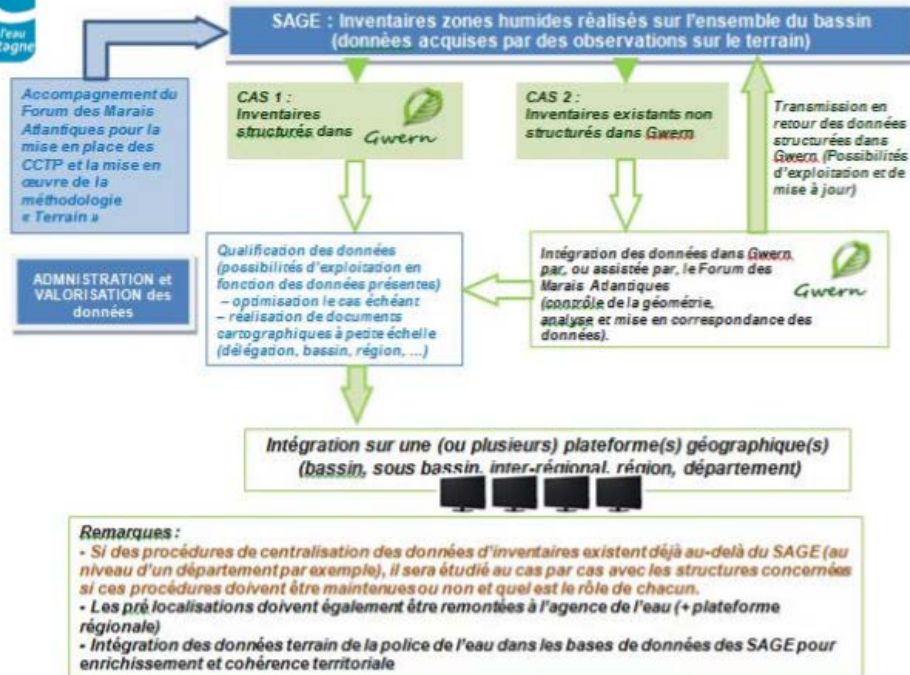 l'eau
tagne
SAGE : Inventaires zones humides réalisés sur l'ensemble du bassin
(données acquises par des observations sur le terrain)
Accompagnement du
Forum des Marais
Atlantiques pour la
mise en place des
CCTP et la mise en
œuvre de la
méthodologie
« Terrain »
CAS 1 :
Inventaires
structurés dans
Gwern
CAS 2 :
Inventaires existants non
structurés dans Gwern
Transmission en
retour des données
structurées dans
Gwern (Possibilités
d'exploitation et de
mise à jour)
ADMNISTRATION et
VALORISATION des
données
Qualification des données
(possibilités d'exploitation en
fonction des données présentes)
– optimisation le cas échéant
– réalisation de documents
cartographiques à petite échelle
(délégation, bassin, région, ...)
Intégration des données dans Gwern
par, ou assistée par, le Forum des
Marais Atlantiques
(contrôle de la géométrie,
analyse et mise en correspondance des
données).
Gwern
Intégration sur une (ou plusieurs) plateforme(s) géographique(s)
(bassin, sous bassin, inter-régional, région, département)
Remarques :
- Si des procédures de centralisation des données d'inventaires existent déjà au-delà du SAGE (au
niveau d'un département par exemple), il sera étudié au cas par cas avec les structures concernées
si ces procédures doivent être maintenues ou non et quel est le rôle de chacun.
- Les pré localisations doivent également être remontées à l'agence de l'eau (+ plateforme
régionale)
- Intégration des données terrain de la police de l'eau dans les bases de données des SAGE pour
enrichissement et cohérence territoriale